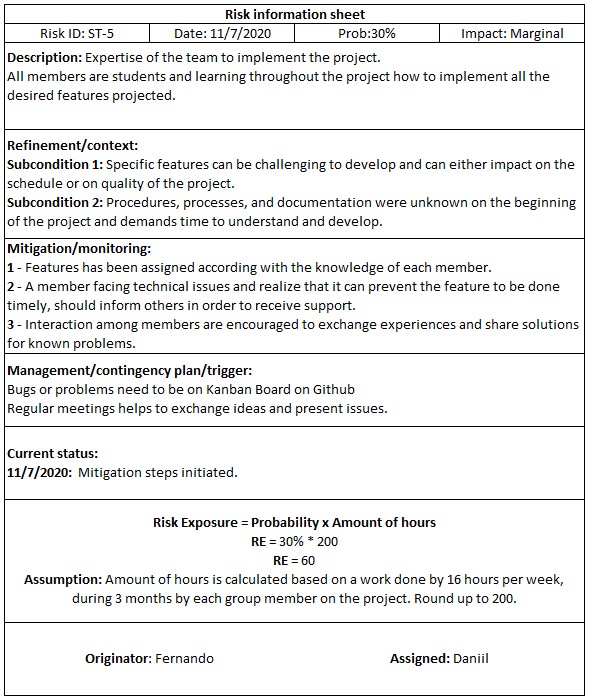 Risk information sheet
Risk ID: ST-5 Date: 11/7/2020 Prob:30% Impact: Marginal
Description: Expertise of the team to implement the project.
All members are students and learning throughout the project how to implement all the
desired features projected.
Refinement/context:
Subcondition 1: Specific features can be challenging to develop and can either impact on the
schedule or on quality of the project.
Subcondition 2: Procedures, processes, and documentation were unknown on the beginning
of the project and demands time to understand and develop.
Mitigation/monitoring:
1 - Features has been assigned according with the knowledge of each member.
2 - A member facing technical issues and realize that it can prevent the feature to be done
timely, should inform others in order to receive support.
3 - Interaction among members are encouraged to exchange experiences and share solutions
for known problems.
Management/contingency plan/trigger:
Bugs or problems need to be on Kanban Board on Github
Regular meetings helps to exchange ideas and present issues.
Current status:
11/7/2020: Mitigation steps initiated.
Risk Exposure = Probability x Amount of hours
RE = 30% * 200
RE = 60
Assumption: Amount of hours is calculated based on a work done by 16 hours per week,
during 3 months by each group member on the project. Round up to 200.
Originator: Fernando Assigned: Daniil